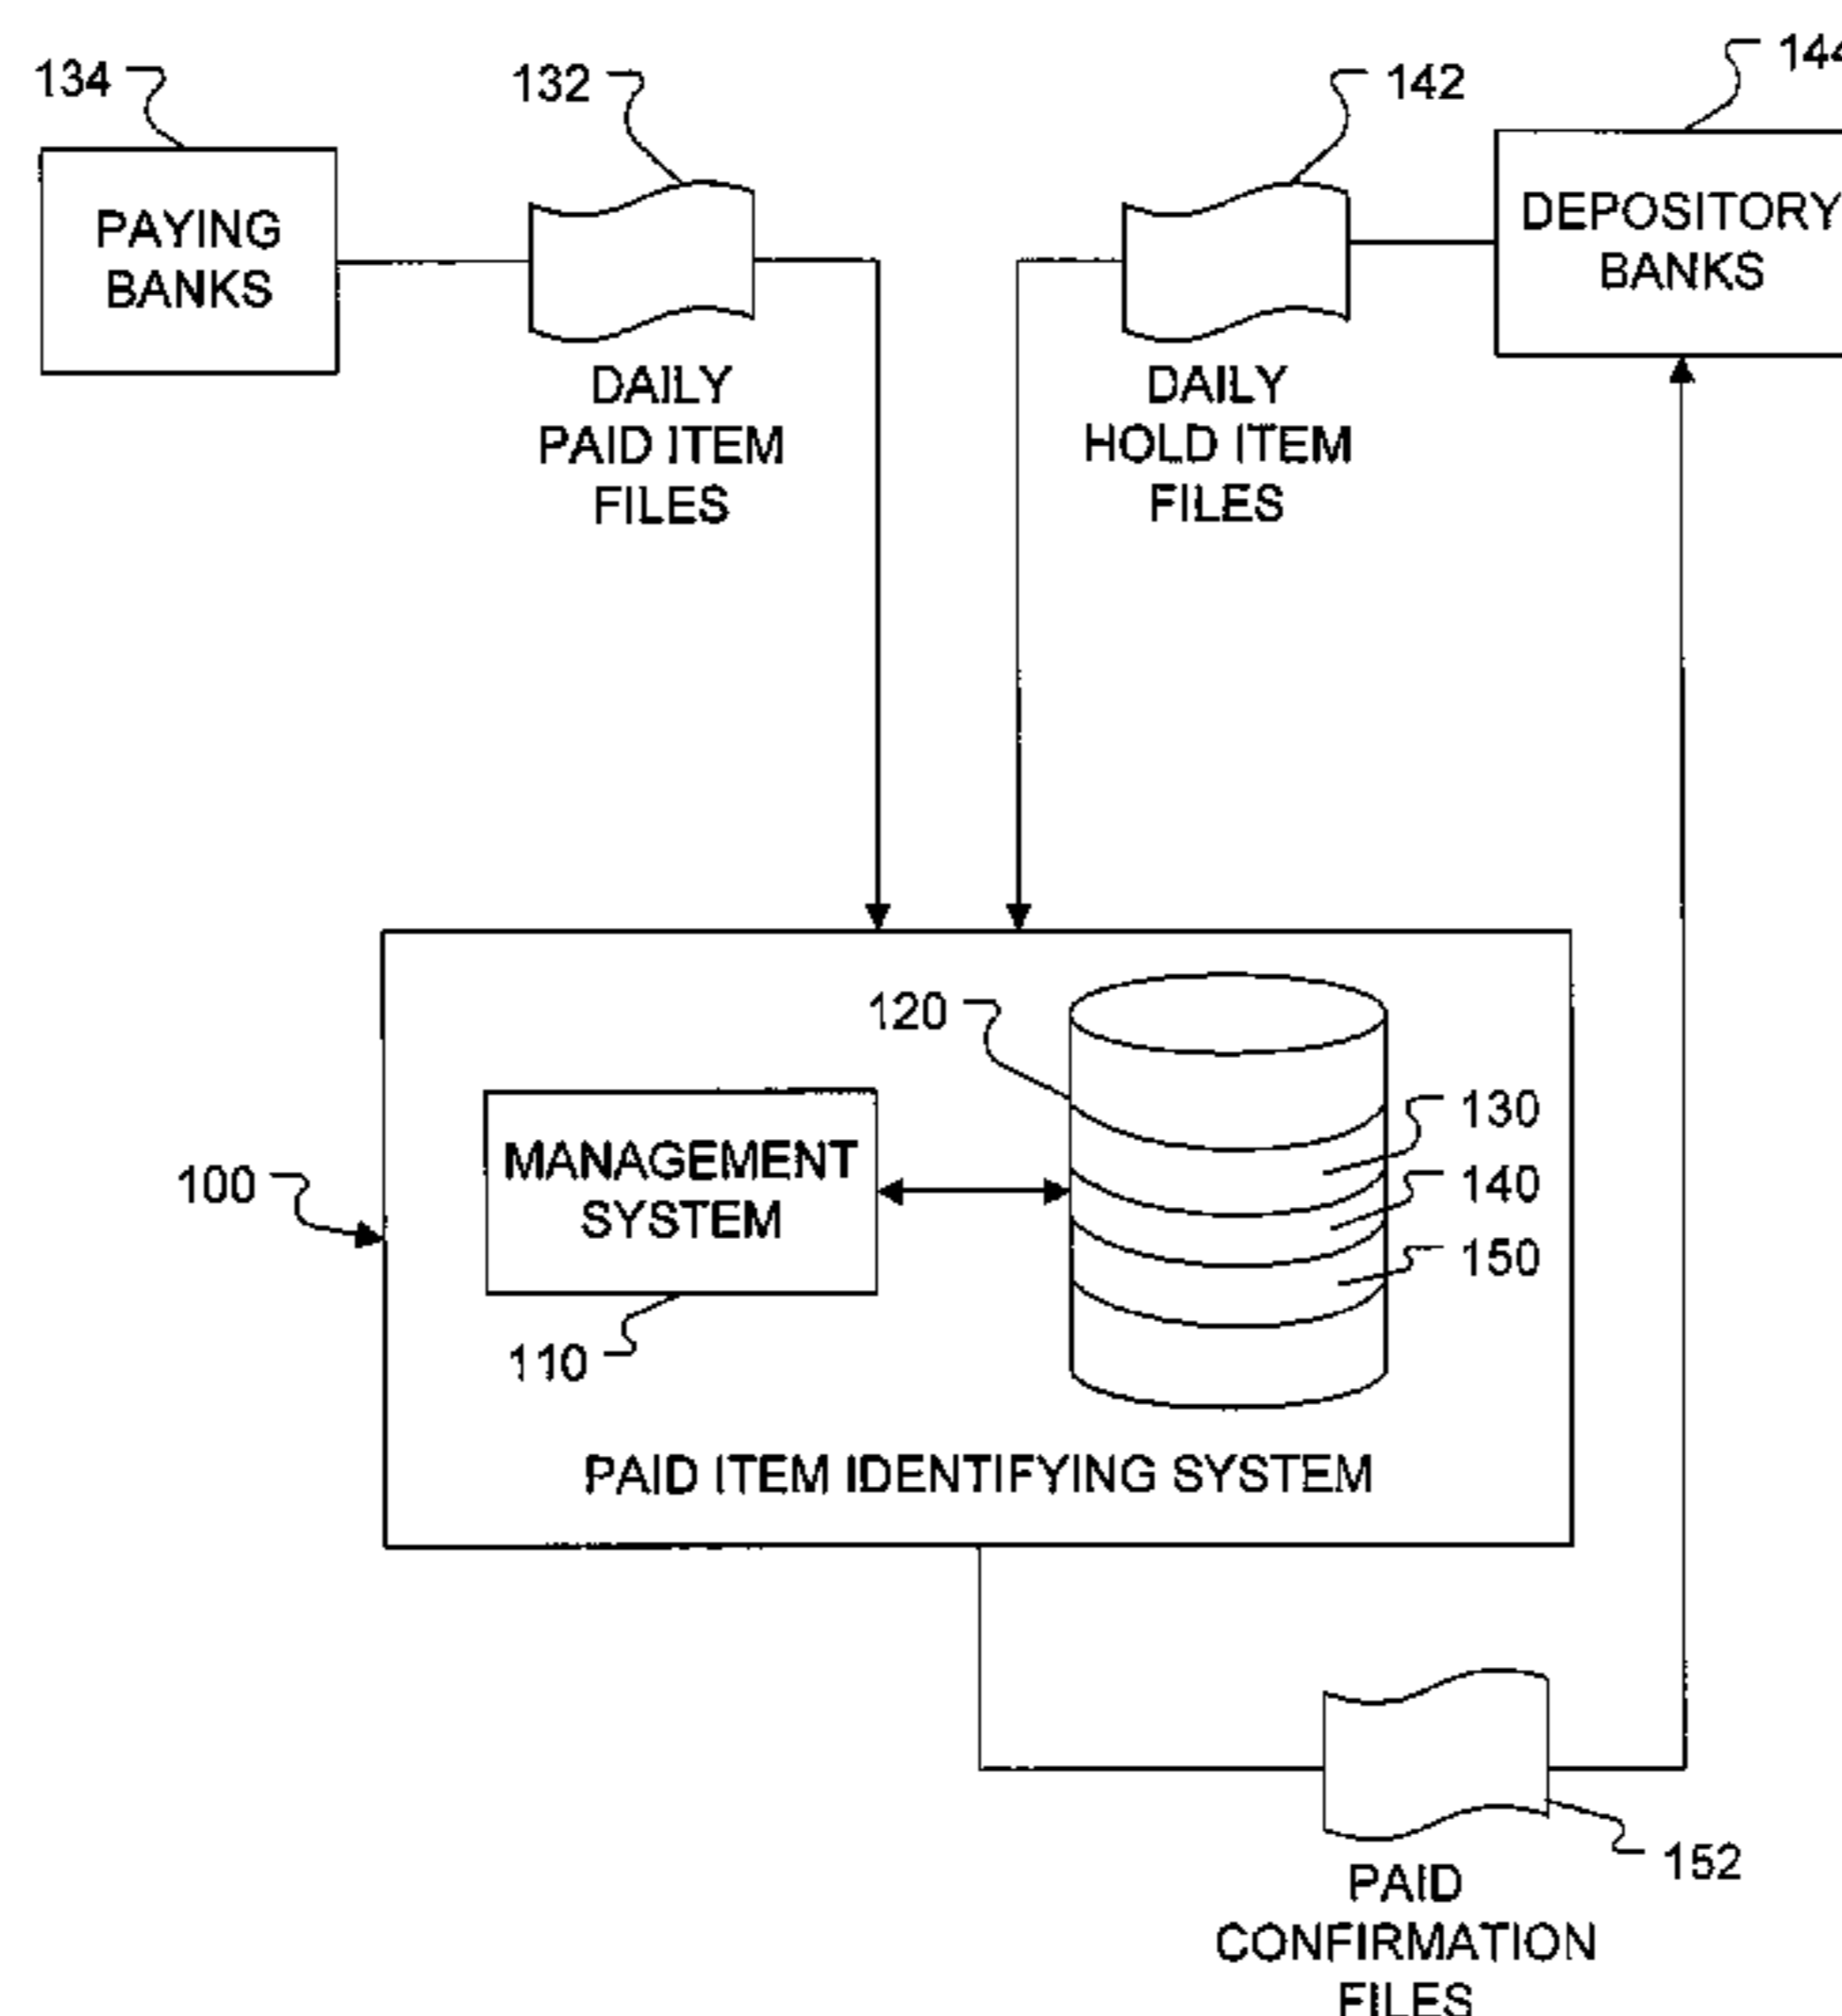 134
132
142
144
PAYING
BANKS
DEPOSITORY
BANKS
DAILY
PAID ITEM
FILES
DAILY
HOLD ITEM
FILES
120
130
140
150
MANAGEMENT
SYSTEM
100
110
PAID ITEM IDENTIFYING SYSTEM
152
PAID
CONFIRMATION
FILES